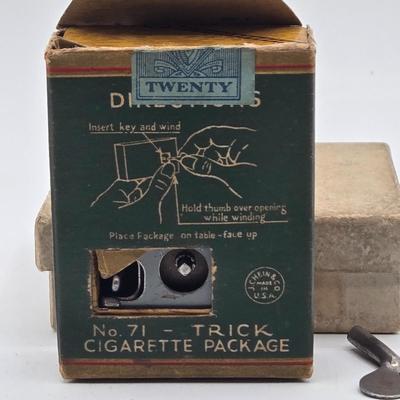 TWENTY
DIRECTIONS
Insert key and wind
Hold thumb over opening
while winding
Place Package on table - face up
J. CHEIN & CO.
MADE
IN
U.S.A.
No. 71 - TRICK
CIGARETTE PACKAGE